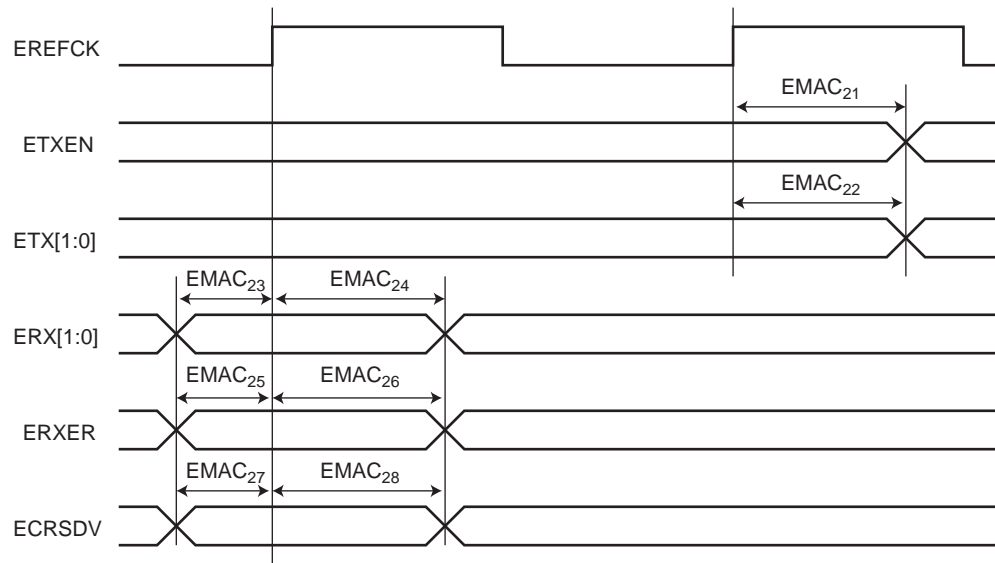 EREFCK
EMAC21
ETXEN
EMAC22
ETX[1:0]
EMAC23 EMAC24
ERX[1:0]
EMAC25 EMAC26
ERXER
EMAC27 EMAC28
ECRSDV